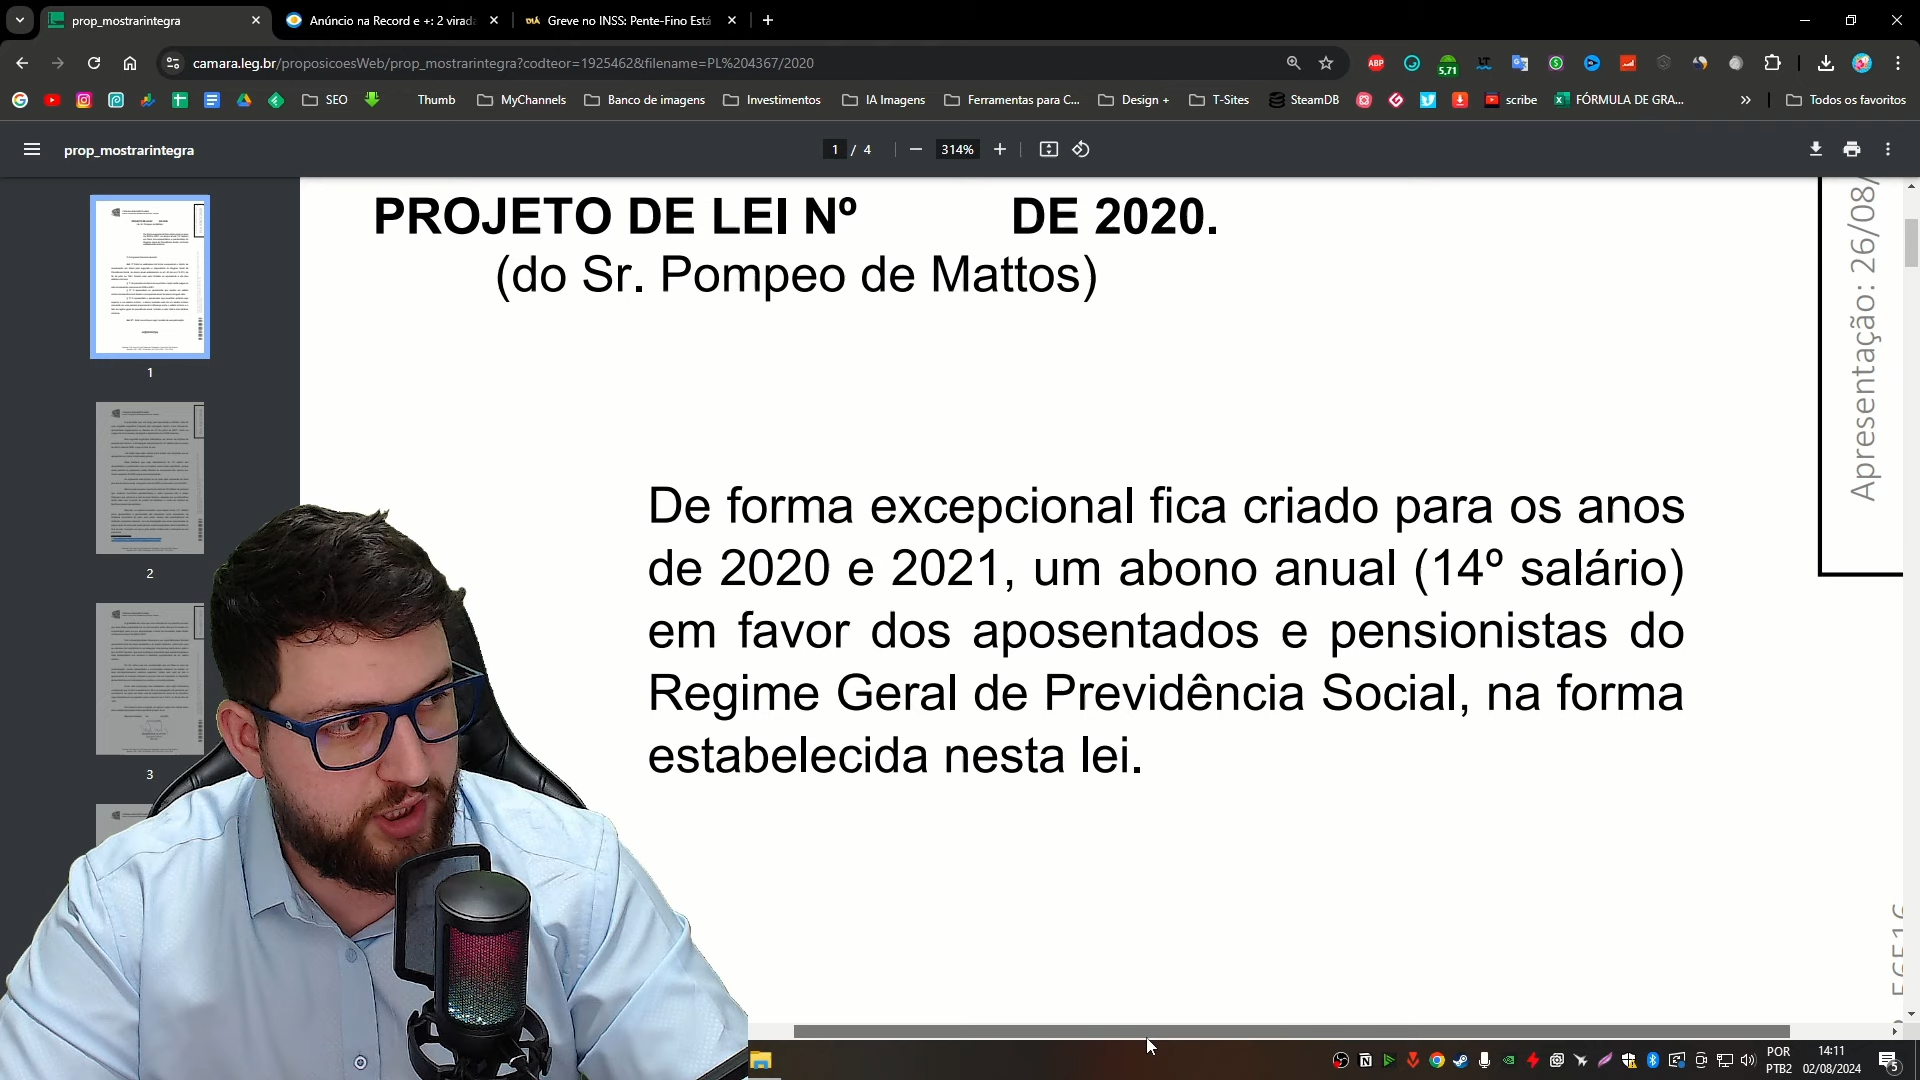 prop_mostrarintegra
Anúncio na Record e +: 2 virada
Greve no INSS: Pente-Fino Está
camara.leg.br/proposicoesWeb/prop_mostrarintegra?codteor=1925462&filename=PL%204367/2020
ABP
5,71
SEO
Thumb
MyChannels
Banco de imagens
Investimentos
IA Imagens
Ferramentas para C...
Design +
T-Sites
SteamDB
scribe
FÓRMULA DE GRA...
Todos os favoritos
prop_mostrarintegra
1 / 4
314%
1
2
3
PROJETO DE LEI Nº DE 2020.
(do Sr. Pompeo de Mattos)
De forma excepcional fica criado para os anos
de 2020 e 2021, um abono anual (14º salário)
em favor dos aposentados e pensionistas do
Regime Geral de Previdência Social, na forma
estabelecida nesta lei.
Apresentação: 26/08/
POR
PTB2
14:11
02/08/2024
5